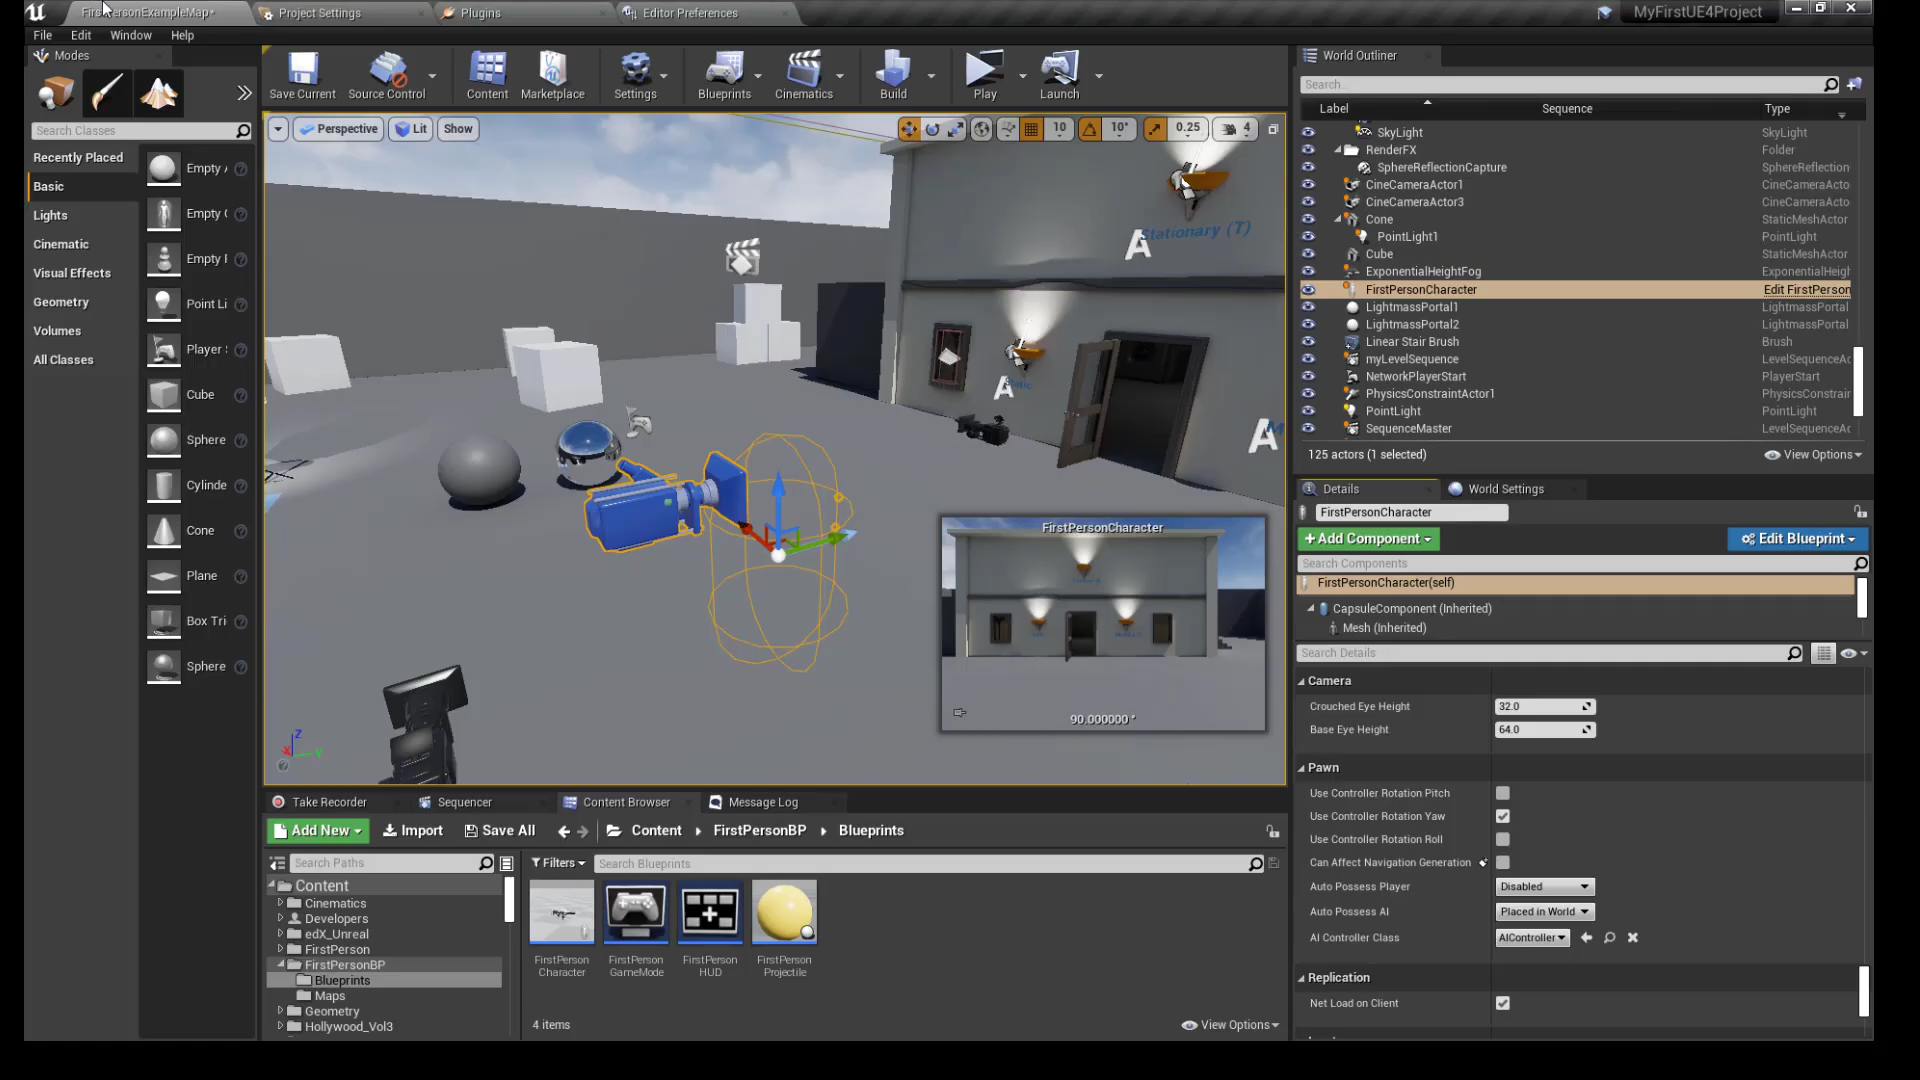 FirstPersonExampleMap*
Project Settings
Plugins
Editor Preferences
MyFirstUE4Project
File
Edit
Window
Help
Modes
Search Classes
Recently Placed
Basic
Lights
Cinematic
Visual Effects
Geometry
Volumes
All Classes
Empty A
Empty C
Empty P
Point Li
Player S
Cube
Sphere
Cylinde
Cone
Plane
Box Tri
Sphere
Save Current
Source Control
Content
Marketplace
Settings
Blueprints
Cinematics
Build
Play
Launch
Perspective
Lit
Show
10
10°
0.25
4
Stationary (T)
A
Static
A
A
FirstPersonCharacter
90.000000 °
Z
X
Y
World Outliner
Search...
Label
Sequence
Type
SkyLight
SkyLight
RenderFX
Folder
SphereReflectionCapture
SphereReflection
CineCameraActor1
CineCameraActo
CineCameraActor3
CineCameraActo
Cone
StaticMeshActor
PointLight1
PointLight
Cube
StaticMeshActor
ExponentialHeightFog
ExponentialHeigh
FirstPersonCharacter
Edit FirstPerson
LightmassPortal1
LightmassPortal
LightmassPortal2
LightmassPortal
Linear Stair Brush
Brush
myLevelSequence
LevelSequenceAc
NetworkPlayerStart
PlayerStart
PhysicsConstraintActor1
PhysicsConstrair
PointLight
PointLight
SequenceMaster
LevelSequenceAc
125 actors (1 selected)
View Options
Details
World Settings
FirstPersonCharacter
+Add Component
Edit Blueprint
Search Components
FirstPersonCharacter(self)
CapsuleComponent (Inherited)
Mesh (Inherited)
Search Details
Camera
Crouched Eye Height
32.0
Base Eye Height
64.0
Pawn
Use Controller Rotation Pitch
Use Controller Rotation Yaw
Use Controller Rotation Roll
Can Affect Navigation Generation
Auto Possess Player
Disabled
Auto Possess AI
Placed in World
AI Controller Class
AIController
Replication
Net Load on Client
Take Recorder
Sequencer
Content Browser
Message Log
Add New
Import
Save All
Content
FirstPersonBP
Blueprints
Search Paths
Filters
Search Blueprints
Content
Cinematics
Developers
edX_Unreal
FirstPerson
FirstPersonBP
Blueprints
Maps
Geometry
Hollywood_Vol3
FirstPerson
Character
FirstPerson
GameMode
FirstPerson
HUD
FirstPerson
Projectile
4 items
View Options